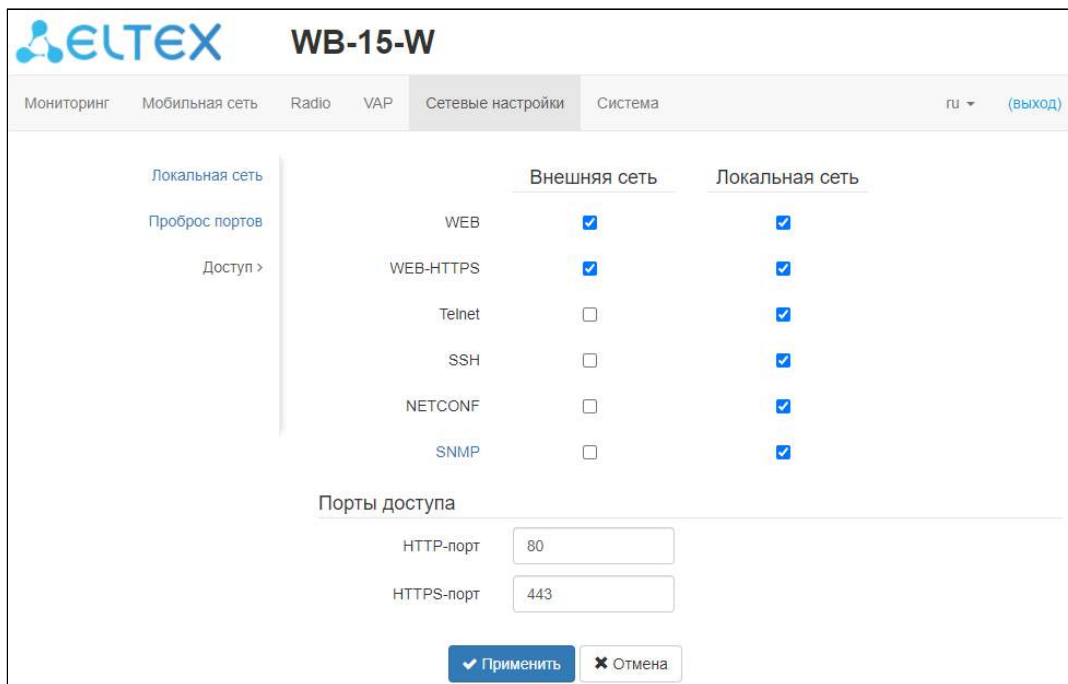 ELTEX WB-15-W
Мониторинг Мобильная сеть Radio VAP Сетевые настройки Система ru (выход)
Локальная сеть
Проброс портов
Доступ >
Внешняя сеть Локальная сеть
WEB
WEB-HTTPS
Telnet
SSH
NETCONF
SNMP
Порты доступа
HTTP-порт 80
HTTPS-порт 443
Применить Отмена